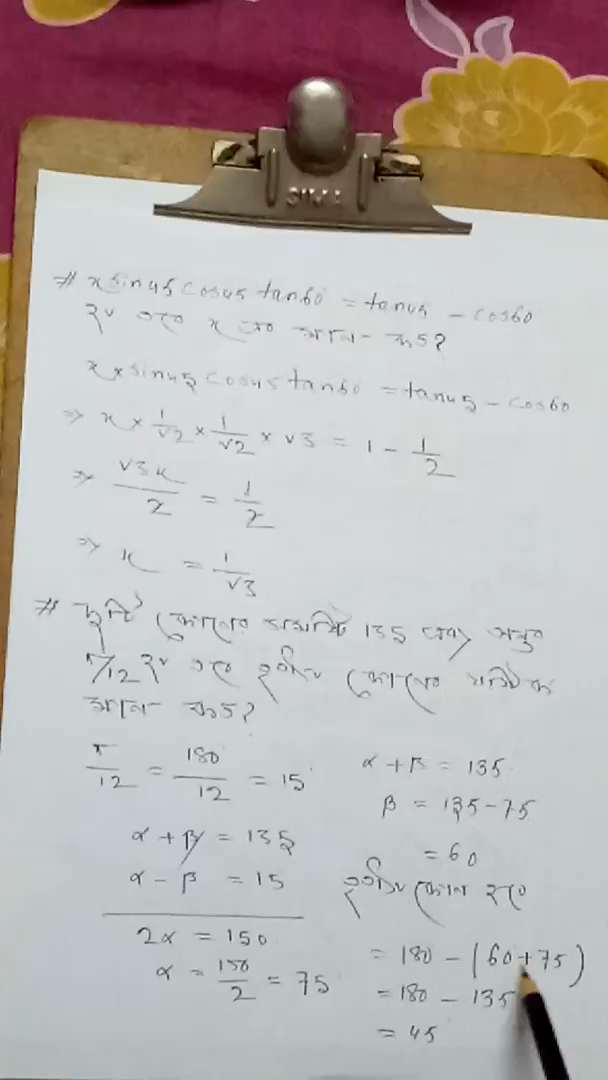 SIMA
# x sin45 cos45 tan60 = tan45 - cos60
হয় তবে x এর মান কত?
x × sin45 cos45 tan60 = tan45 - cos60
⇒ x × 1/√2 × 1/√2 × √3 = 1 - 1/2
⇒ √3x/2 = 1/2
⇒ x = 1/√3
# দুটি কোনের সমষ্টি 135 এবং অন্তর
π/12 হয় তবে তৃতীয় কোনের মান
মান কত?
π/12 = 180/12 = 15
α + β = 135
α - β = 15
2α = 150
α = 150/2 = 75
α + β = 135
β = 135 - 75
= 60
তৃতীয় কোন হবে
= 180 - (60 + 75)
= 180 - 135
= 45